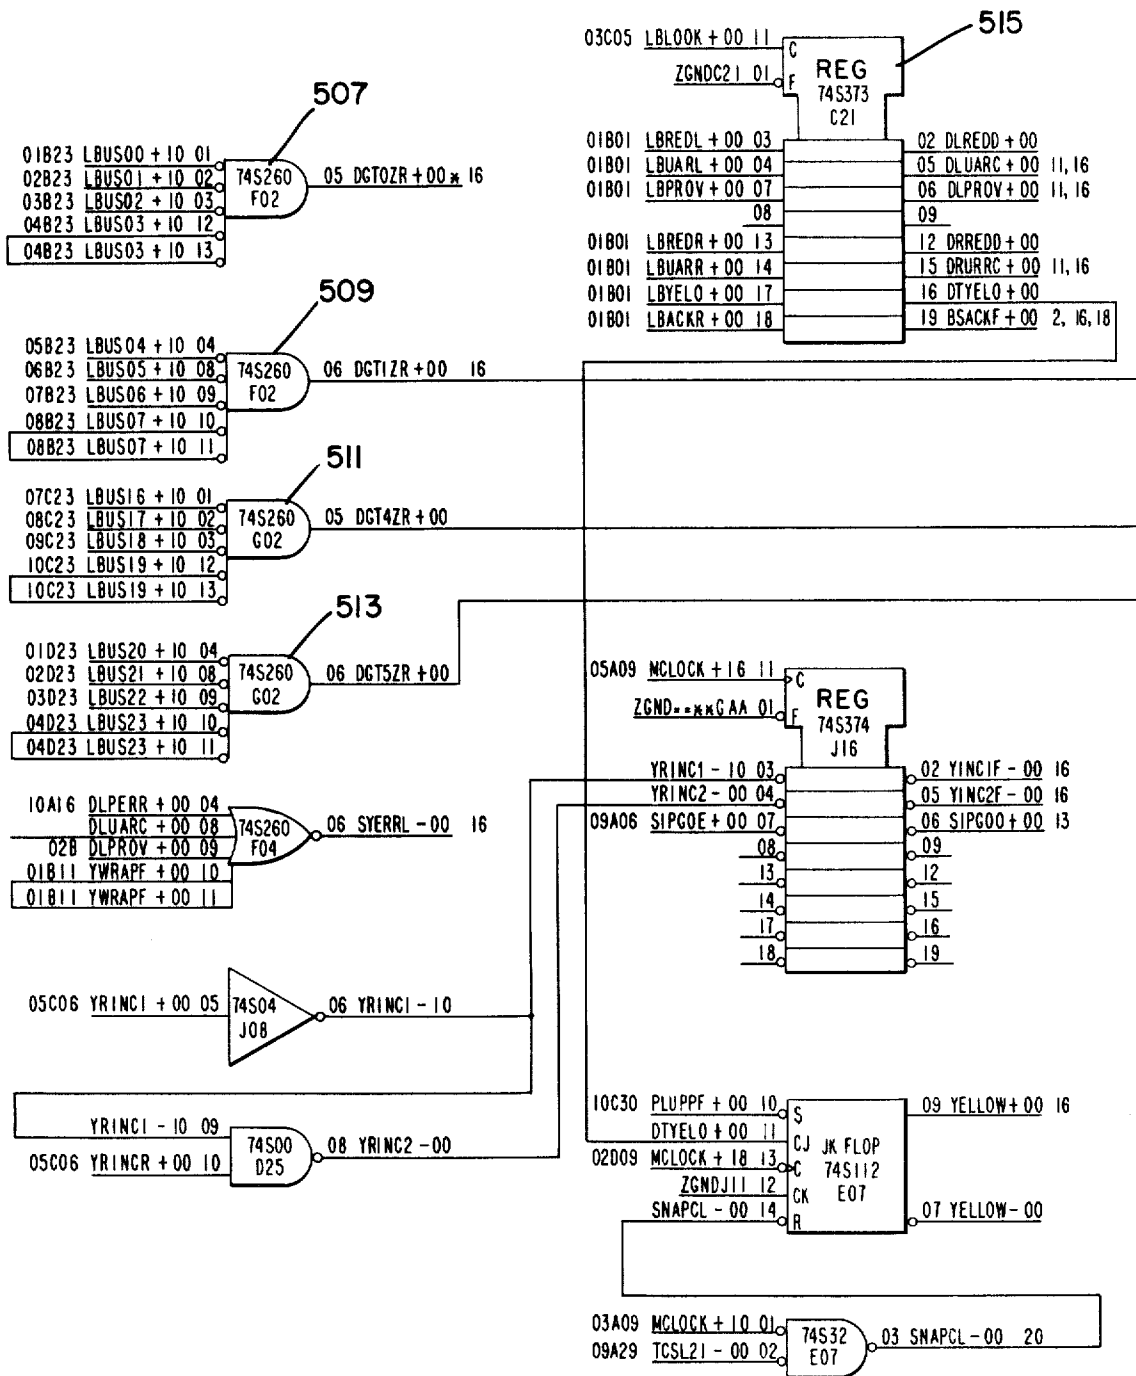 507
01B23 LBUS00+10 01
02B23 LBUS01+10 02
03B23 LBUS02+10 03
04B23 LBUS03+10 12
04B23 LBUS03+10 13
74S260
F02
05 DGT0ZR+00* 16
509
05B23 LBUS04+10 04
06B23 LBUS05+10 08
07B23 LBUS06+10 09
08B23 LBUS07+10 10
08B23 LBUS07+10 11
74S260
F02
06 DGT1ZR+00 16
511
07C23 LBUS16+10 01
08C23 LBUS17+10 02
09C23 LBUS18+10 03
10C23 LBUS19+10 12
10C23 LBUS19+10 13
74S260
G02
05 DGT4ZR+00
513
01D23 LBUS20+10 04
02D23 LBUS21+10 08
03D23 LBUS22+10 09
04D23 LBUS23+10 10
04D23 LBUS23+10 11
74S260
G02
06 DGT5ZR+00
10A16 DLPERR+00 04
DLUARC+00 08
02B DLPROV+00 09
01B11 YWRAPF+00 10
01B11 YWRAPF+00 11
74S260
F04
06 SYERRL-00 16
05C06 YRINC1+00 05
74S04
J08
06 YRINC1-10
YRINC1-10 09
05C06 YRINCR+00 10
74S00
D25
08 YRINC2-00
515
03C05 LBLOOK+00 11
ZGNDC21 01
C
F
REG
74S373
C21
01B01 LBREDL+00 03
01B01 LBUARL+00 04
01B01 LBPROV+00 07
08
01B01 LBREDR+00 13
01B01 LBUARR+00 14
01B01 LBYELO+00 17
01B01 LBACKR+00 18
02 DLREDD+00
05 DLUARC+00 11,16
06 DLPROV+00 11,16
09
12 DRREDD+00
15 DRURRC+00 11,16
16 DTYELO+00
19 BSACKF+00 2,16,18
05A09 MCLOCK+16 11
ZGND****GAA 01
C
F
REG
74S374
J16
YRINC1-10 03
YRINC2-00 04
09A06 SIPGOE+00 07
08
13
14
17
18
02 YINC1F-00 16
05 YINC2F-00 16
06 SIPGOO+00 13
09
12
15
16
19
10C30 PLUPPF+00 10
DTYELO+00 11
02D09 MCLOCK+18 13
ZGNDJ11 12
SNAPCL-00 14
S
CJ
C
CK
R
JK FLOP
74S112
E07
09 YELLOW+00 16
07 YELLOW-00
03A09 MCLOCK+10 01
09A29 TCSL21-00 02
74S32
E07
03 SNAPCL-00 20